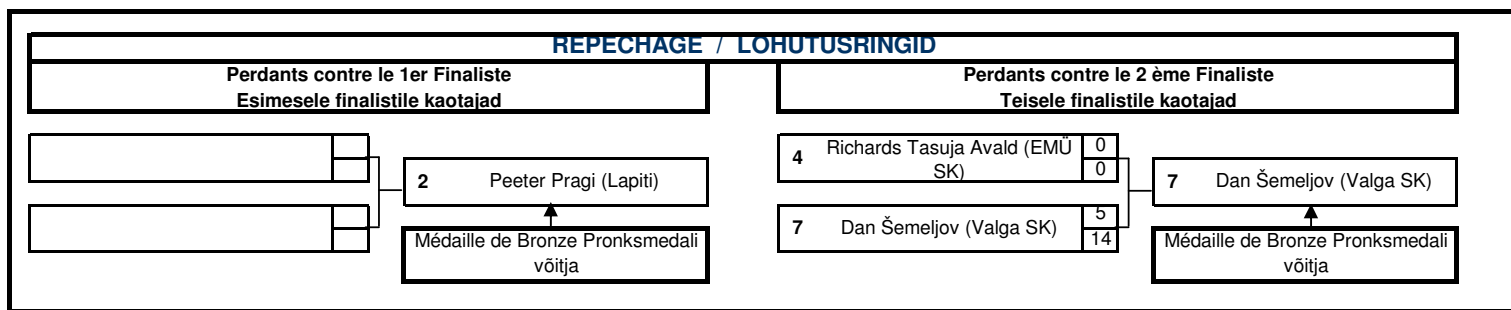 REPECHAGE / LOHUTUSRINGID
Perdants contre le 1er Finaliste
Esimesele finalistile kaotajad
Perdants contre le 2 ème Finaliste
Teisele finalistile kaotajad
2 Peeter Pragi (Lapiti)
Médaille de Bronze Pronksmedali
võitja
4 Richards Tasuja Avald (EMÜ
SK)
0
0
7 Dan Šemeljov (Valga SK)
5
14
7 Dan Šemeljov (Valga SK)
Médaille de Bronze Pronksmedali
võitja